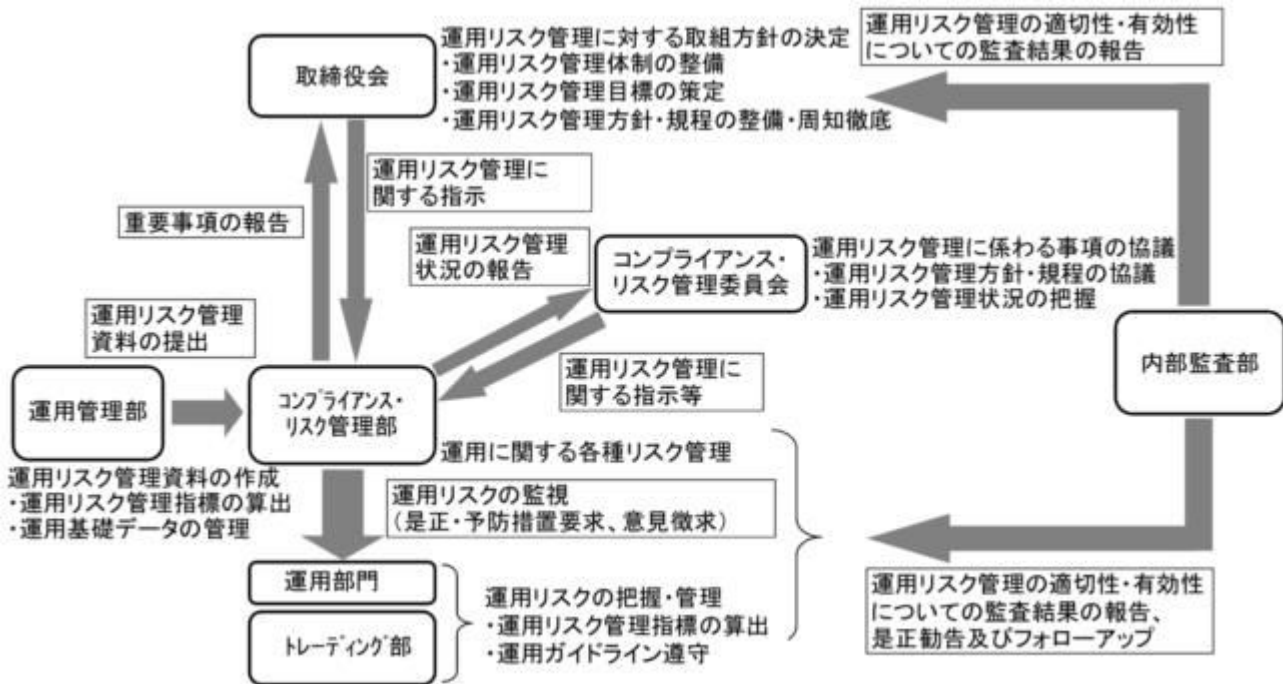 取締役会
運用リスク管理に対する取組方針の決定
・運用リスク管理体制の整備
・運用リスク管理目標の策定
・運用リスク管理方針・規程の整備・周知徹底
運用リスク管理の適切性・有効性
についての監査結果の報告
運用リスク管理に
関する指示
重要事項の報告
運用リスク管理
状況の報告
コンプライアンス・
リスク管理委員会
運用リスク管理に係わる事項の協議
・運用リスク管理方針・規程の協議
・運用リスク管理状況の把握
運用リスク管理
資料の提出
運用リスク管理に
関する指示等
内部監査部
運用管理部
コンプライアンス・
リスク管理部
運用に関する各種リスク管理
運用リスク管理資料の作成
・運用リスク管理指標の算出
・運用基礎データの管理
運用リスクの監視
(是正・予防措置要求、意見徴求)
運用部門
トレーディング部
運用リスクの把握・管理
・運用リスク管理指標の算出
・運用ガイドライン遵守
運用リスク管理の適切性・有効性
についての監査結果の報告、
是正勧告及びフォローアップ